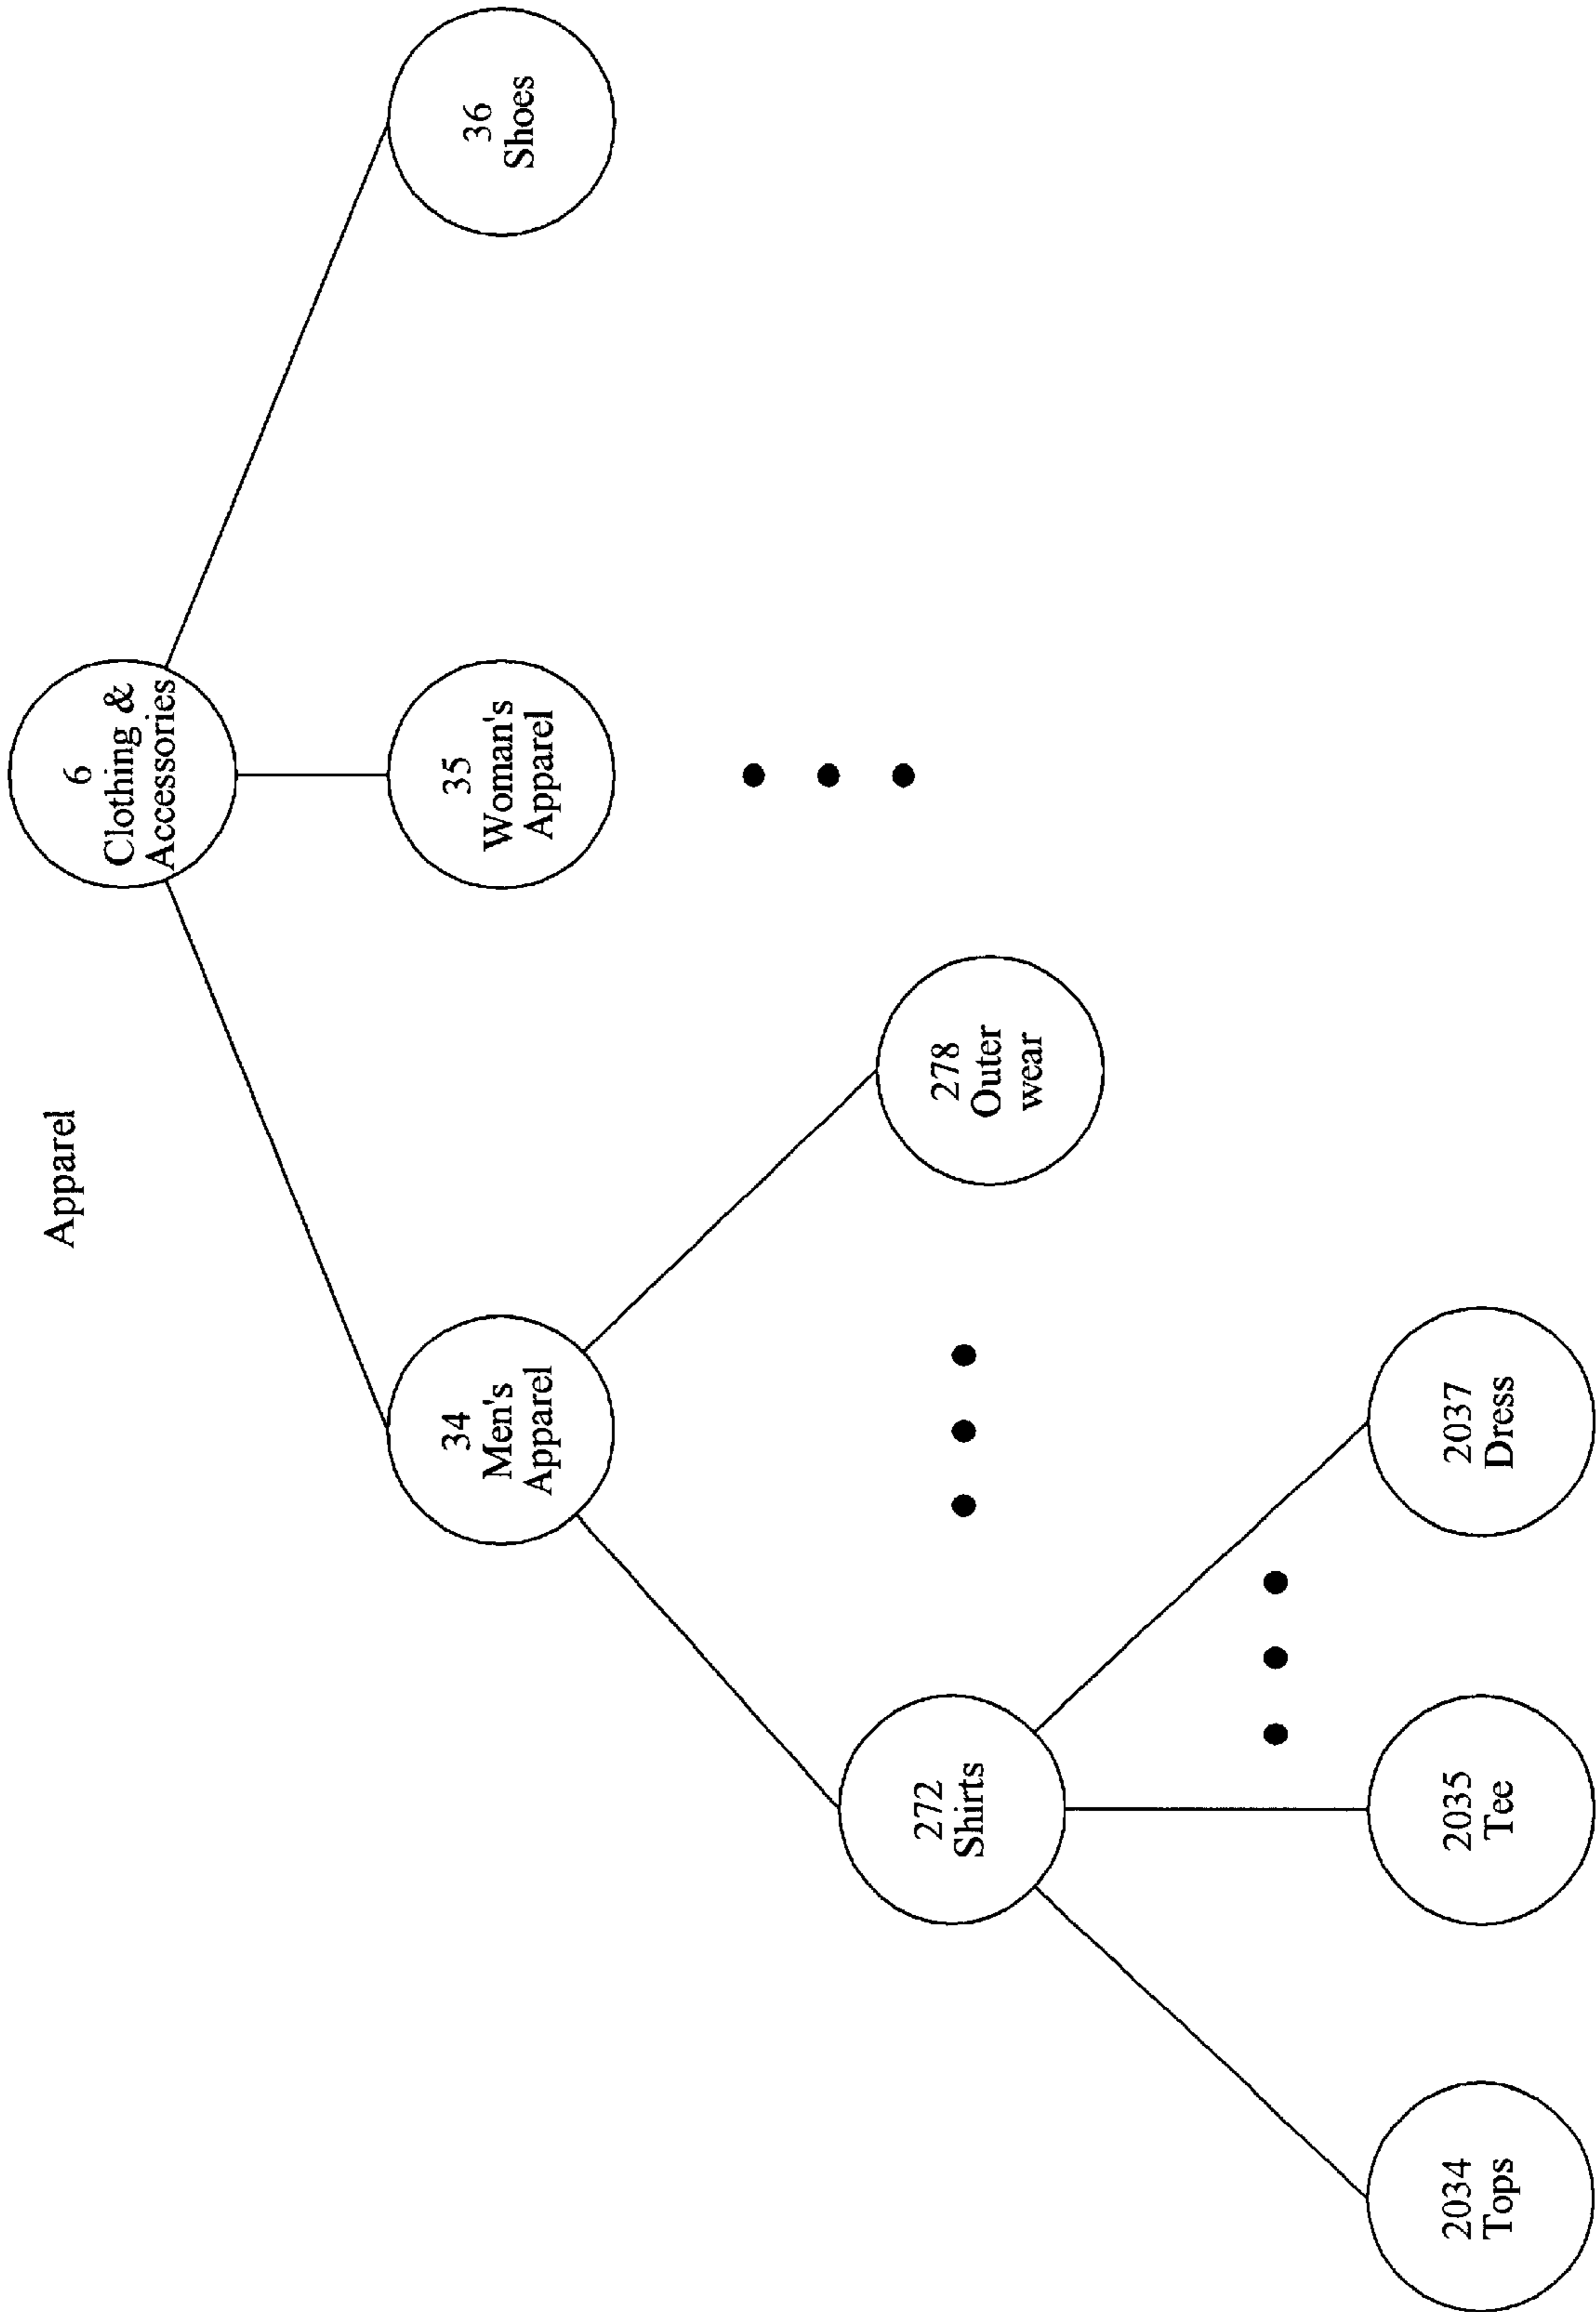 Apparel
6
Clothing &
Accessories
34
Men's
Apparel
35
Woman's
Apparel
36
Shoes
272
Shirts
278
Outer
wear
2034
Tops
2035
Tee
2037
Dress